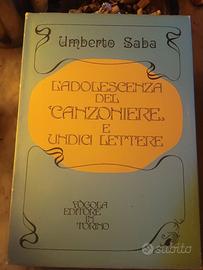 Umberto Saba
L'ADOLESCENZA
DEL
'CANZONIERE,
E
UNDICI LETTERE
FÒGOLA
EDITORE
IN
TORINO
subito